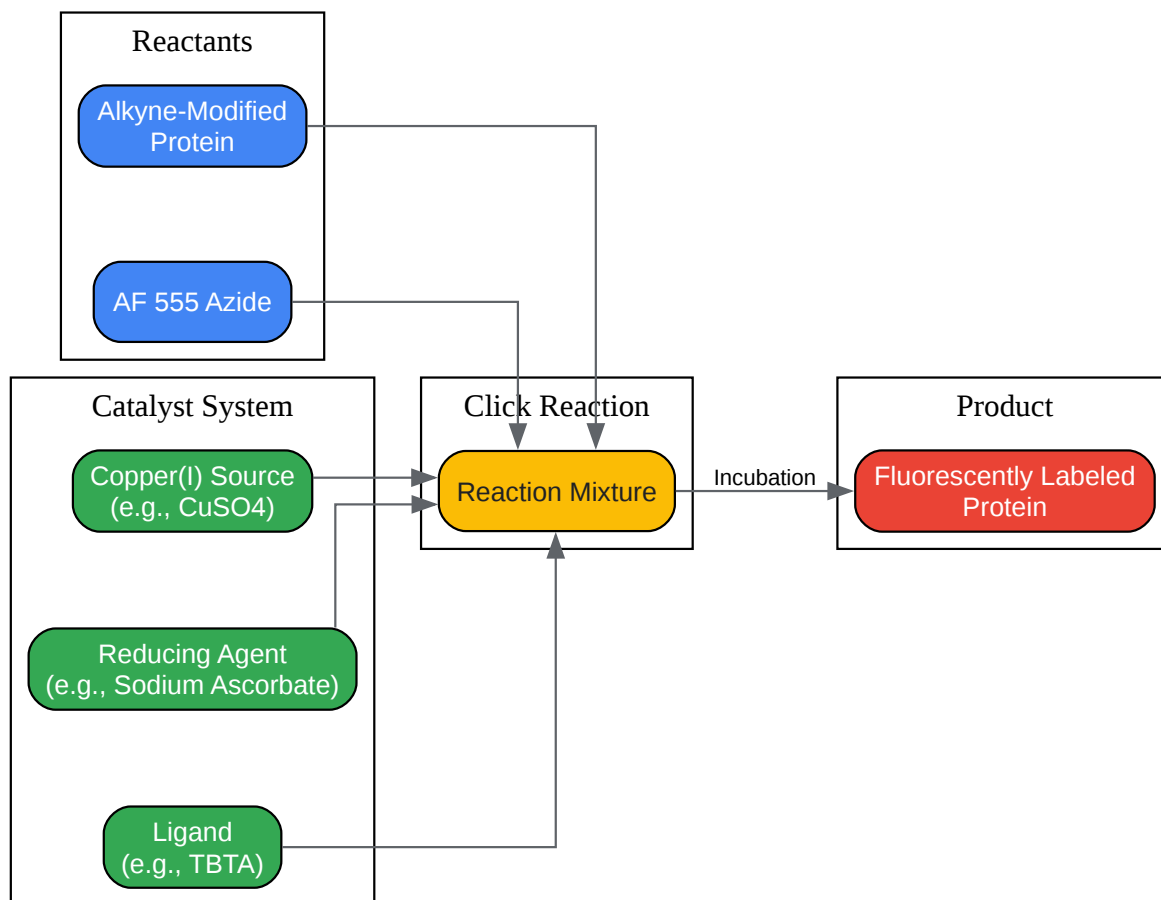 Reactants
Alkyne-Modified
Protein
AF 555 Azide
Catalyst System
Copper(I) Source
(e.g., CuSO4)
Reducing Agent
(e.g., Sodium Ascorbate)
Ligand
(e.g., TBTA)
Click Reaction
Reaction Mixture
Incubation
Product
Fluorescently Labeled
Protein